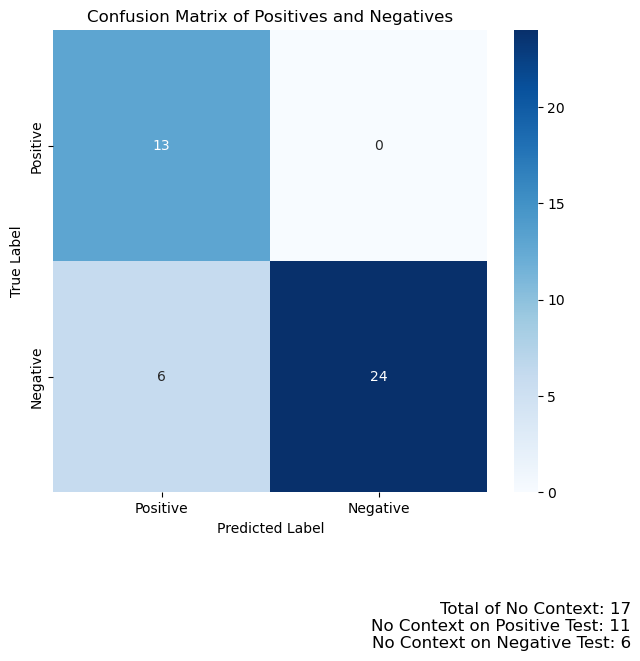 Confusion Matrix of Positives and Negatives
True Label
Positive
13
0
Negative
6
24
Positive
Negative
Predicted Label
20
15
10
5
0
Total of No Context: 17
No Context on Positive Test: 11
No Context on Negative Test: 6